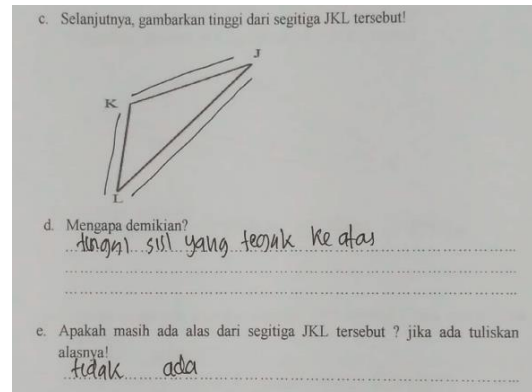 c. Selanjutnya, gambarkan tinggi dari segitiga JKL tersebut!
J
K
L
d. Mengapa demikian?
tinggi sisi yang tegak ke atas
e. Apakah masih ada alas dari segitiga JKL tersebut ? jika ada tuliskan
alasnya!
tidak ada